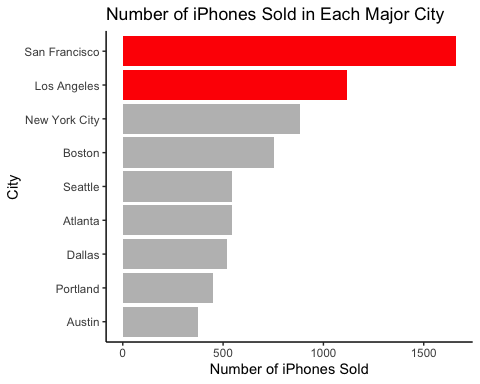 Number of iPhones Sold in Each Major City
San Francisco
Los Angeles
New York City
Boston
Seattle
Atlanta
Dallas
Portland
Austin
City
0 500 1000 1500
Number of iPhones Sold